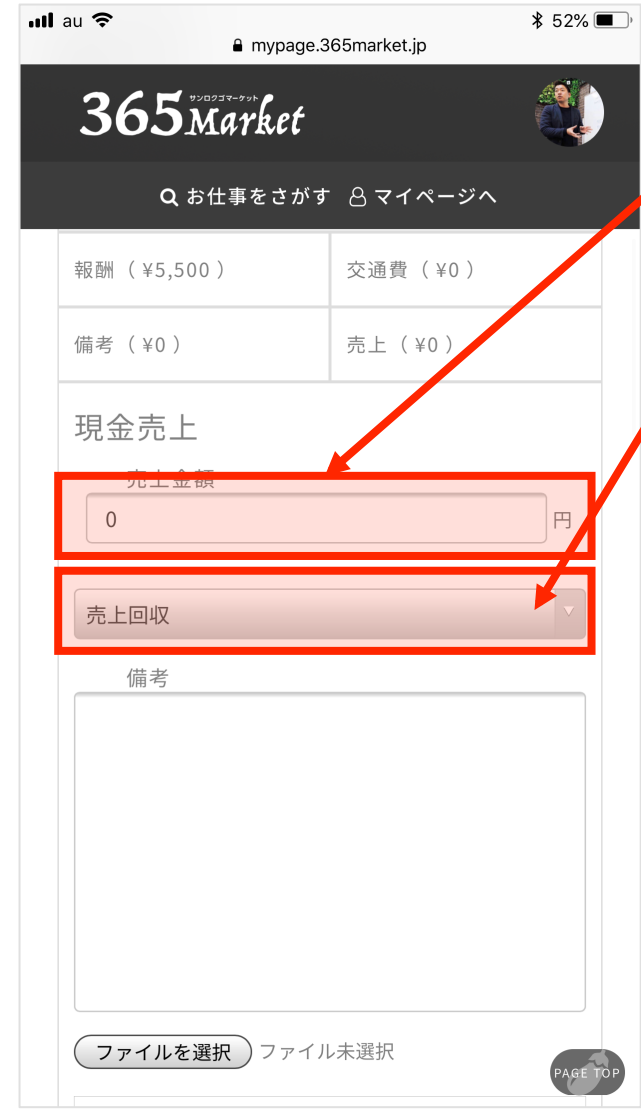 au 52%
mypage.365market.jp
サンロクゴマーケット
365Market
お仕事をさがす マイページへ
報酬（¥5,500） 交通費（¥0）
備考（¥0） 売上（¥0）
現金売上
売上金額
0 円
売上回収
備考
ファイルを選択 ファイル未選択
PAGE TOP